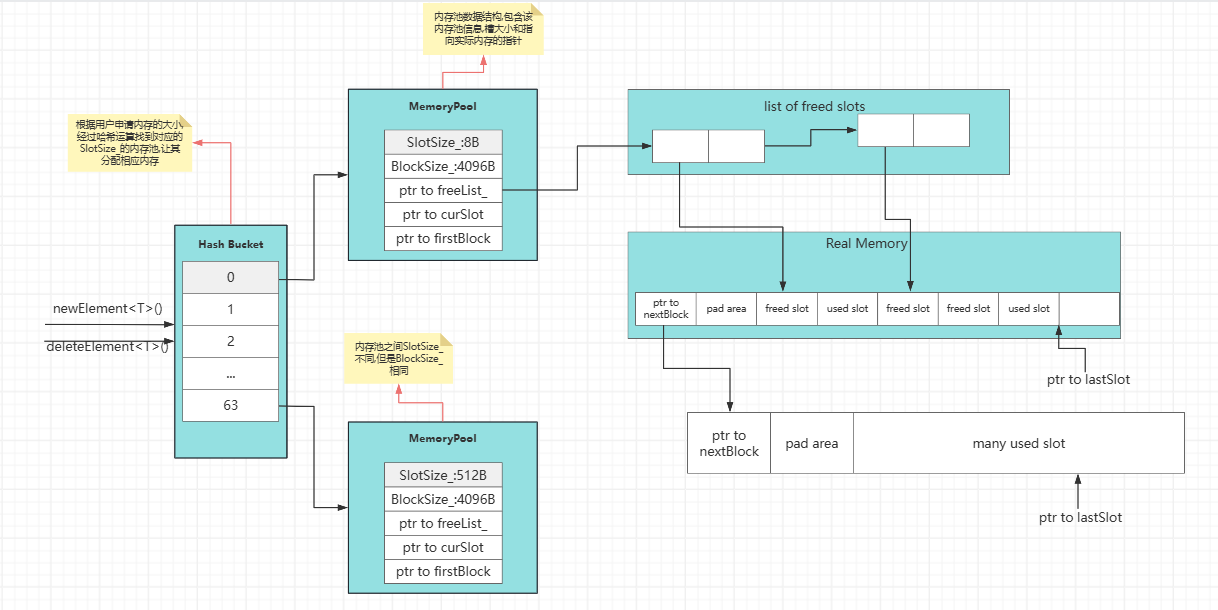 内存池数据结构,包含该
内存池信息,槽大小和指
向实际内存的指针
根据用户申请内存的大小,
经过哈希运算找到对应的
SlotSize_的内存池,让其
分配相应内存
MemoryPool
SlotSize_:8B
BlockSize_:4096B
ptr to freeList_
ptr to curSlot
ptr to firstBlock
list of freed slots
Hash Bucket
0
1
2
...
63
newElement<T>()
deleteElement<T>()
Real Memory
ptr to
nextBlock
pad area
freed slot
used slot
freed slot
freed slot
used slot
ptr to lastSlot
内存池之间SlotSize_
不同,但是BlockSize_
相同
MemoryPool
SlotSize_:512B
BlockSize_:4096B
ptr to freeList_
ptr to curSlot
ptr to firstBlock
ptr to
nextBlock
pad area
many used slot
ptr to lastSlot